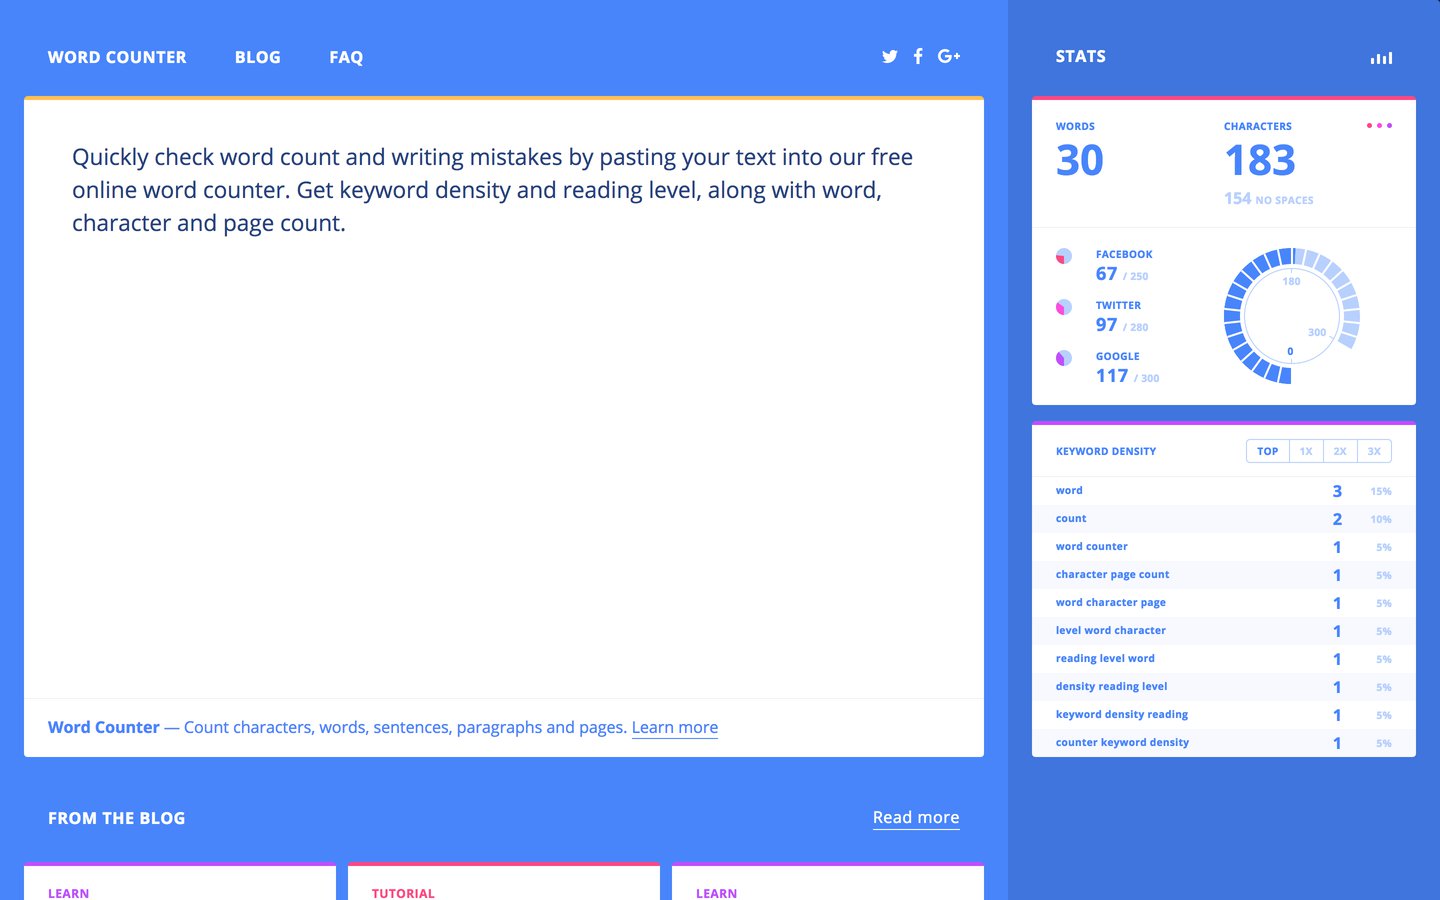 WORD COUNTER BLOG FAQ
Quickly check word count and writing mistakes by pasting your text into our free
online word counter. Get keyword density and reading level, along with word,
character and page count.
Word Counter — Count characters, words, sentences, paragraphs and pages. Learn more
FROM THE BLOG Read more
LEARN
TUTORIAL
LEARN
STATS
WORDS
30
CHARACTERS
183
154 NO SPACES
FACEBOOK
67 / 250
TWITTER
97 / 280
GOOGLE
117 / 300
180
300
0
KEYWORD DENSITY TOP 1X 2X 3X
word 3 15%
count 2 10%
word counter 1 5%
character page count 1 5%
word character page 1 5%
level word character 1 5%
reading level word 1 5%
density reading level 1 5%
keyword density reading 1 5%
counter keyword density 1 5%